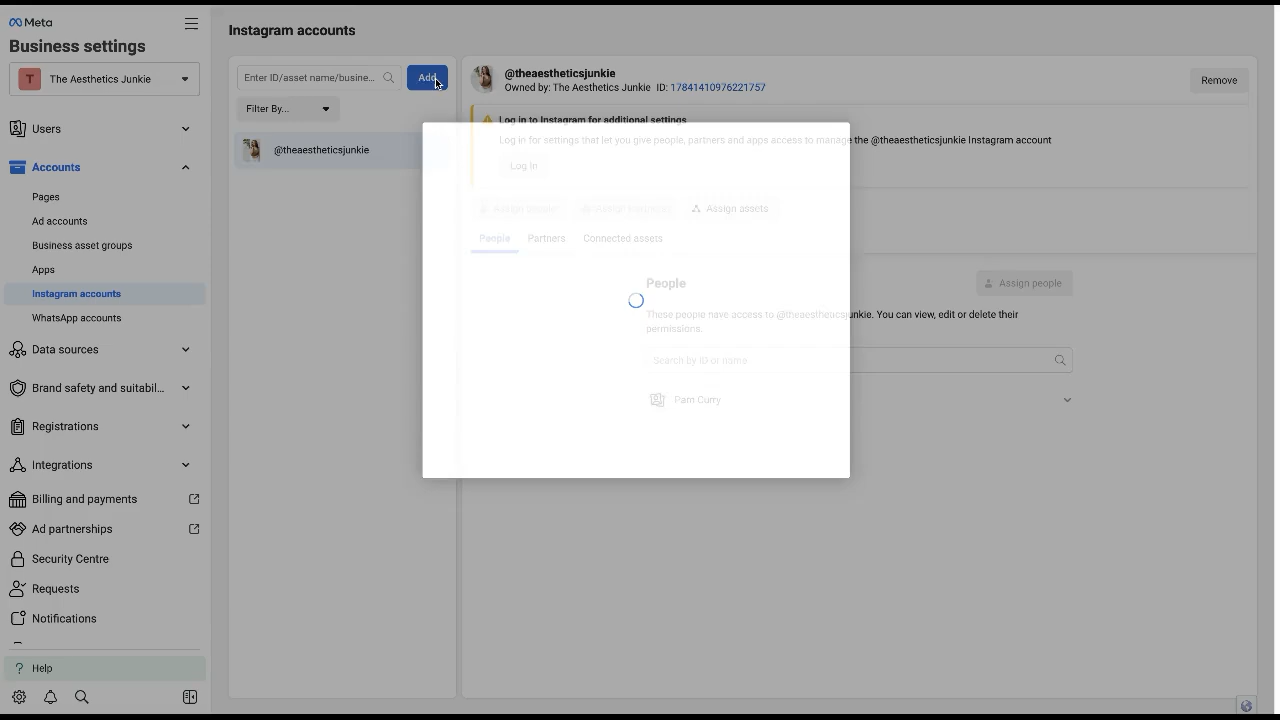 Meta
Business settings
T The Aesthetics Junkie
Users
Accounts
Pages
Ad accounts
Business asset groups
Apps
Instagram accounts
WhatsApp accounts
Data sources
Brand safety and suitabil...
Registrations
Integrations
Billing and payments
Ad partnerships
Security Centre
Requests
Notifications
? Help
Instagram accounts
Enter ID/asset name/busine...
Add
Filter By...
@theaestheticsjunkie
@theaestheticsjunkie
Owned by: The Aesthetics Junkie ID: 17841410976221757
Remove
Log in to Instagram for additional settings
Log in for settings that let you give people, partners and apps access to manage the @theaestheticsjunkie Instagram account
Log In
Assign people
Assign partners
Assign assets
People
Partners
Connected assets
People
Assign people
These people have access to @theaestheticsjunkie. You can view, edit or delete their
permissions.
Search by ID or name
Pam Curry